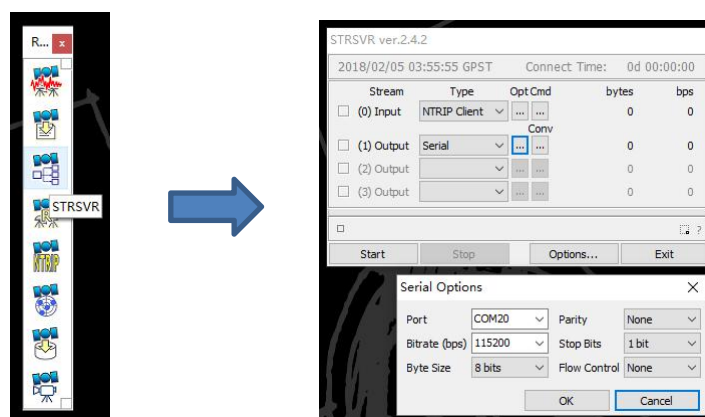 R... x
STRSVR
NTRIP
STRSVR ver.2.4.2
2018/02/05 03:55:55 GPST Connect Time: 0d 00:00:00
Stream Type Opt Cmd bytes bps
(0) Input NTRIP Client ... ... 0 0
Conv
(1) Output Serial ... ... 0 0
(2) Output ... ... 0 0
(3) Output ... ... 0 0
?
Start Stop Options... Exit
Serial Options
Port COM20 Parity None
Bitrate (bps) 115200 Stop Bits 1 bit
Byte Size 8 bits Flow Control None
OK Cancel